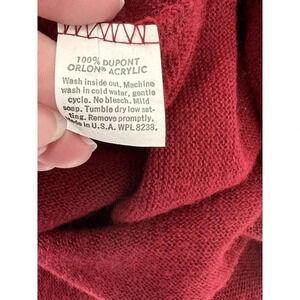 100% DUPONT
ORLON® ACRYLIC
Wash inside out. Machine
wash in cold water, gentle
cycle. No bleach. Mild
soap. Tumble dry low set-
ting. Remove promptly.
Made in U.S.A. WPL 8238.